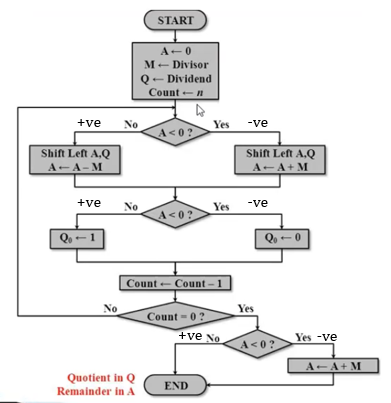 START
A ← 0
M ← Divisor
Q ← Dividend
Count ← n
+ve No A < 0 ? Yes -ve
Shift Left A,Q
A ← A – M
Shift Left A,Q
A ← A + M
+ve No A < 0 ? Yes -ve
Q₀ ← 1
Q₀ ← 0
Count ← Count – 1
No Count = 0 ? Yes
+ve No A < 0 ? Yes -ve
A ← A + M
Quotient in Q
Remainder in A
END